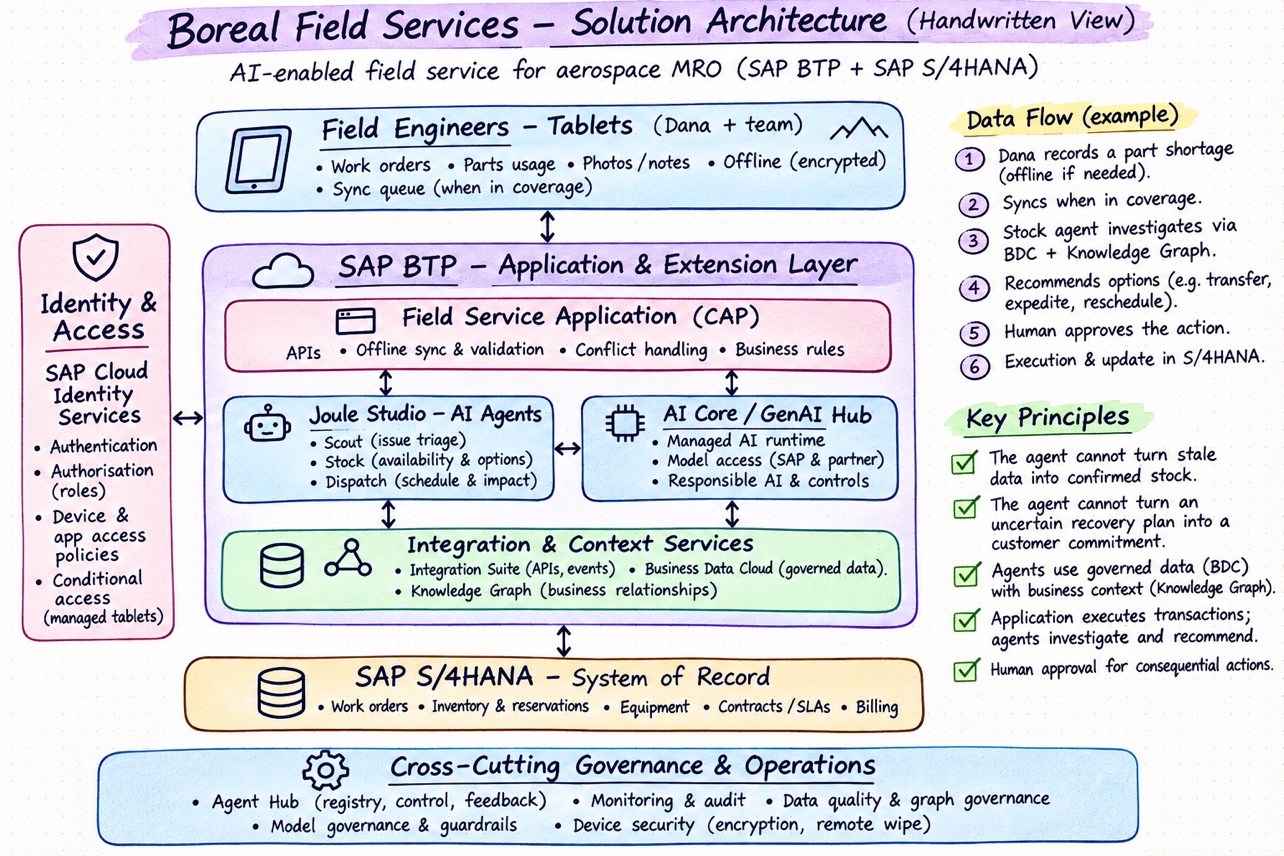 Boreal Field Services – Solution Architecture (Handwritten View)
AI-enabled field service for aerospace MRO (SAP BTP + SAP S/4HANA)
Field Engineers – Tablets (Dana + team)
• Work orders • Parts usage • Photos / notes • Offline (encrypted)
• Sync queue (when in coverage)
Identity &
Access
SAP Cloud
Identity
Services
• Authentication
• Authorisation
(roles)
• Device &
app access
policies
• Conditional
access
(managed tablets)
SAP BTP – Application & Extension Layer
Field Service Application (CAP)
APIs • Offline sync & validation • Conflict handling • Business rules
Joule Studio – AI Agents
• Scout (issue triage)
• Stock (availability & options)
• Dispatch (schedule & impact)
AI Core / GenAI Hub
• Managed AI runtime
• Model access (SAP & partner)
• Responsible AI & controls
Integration & Context Services
• Integration Suite (APIs, events) • Business Data Cloud (governed data).
• Knowledge Graph (business relationships)
SAP S/4HANA – System of Record
• Work orders • Inventory & reservations • Equipment • Contracts / SLAs • Billing
Cross-Cutting Governance & Operations
• Agent Hub (registry, control, feedback) • Monitoring & audit • Data quality & graph governance
• Model governance & guardrails • Device security (encryption, remote wipe)
Data Flow (example)
1 Dana records a part shortage
(offline if needed).
2 Syncs when in coverage.
3 Stock agent investigates via
BDC + Knowledge Graph.
4 Recommends options (e.g. transfer,
expedite, reschedule).
5 Human approves the action.
6 Execution & update in S/4HANA.
Key Principles
The agent cannot turn stale
data into confirmed stock.
The agent cannot turn an
uncertain recovery plan into a
customer commitment.
Agents use governed data (BDC)
with business context (Knowledge Graph).
Application executes transactions;
agents investigate and recommend.
Human approval for consequential actions.